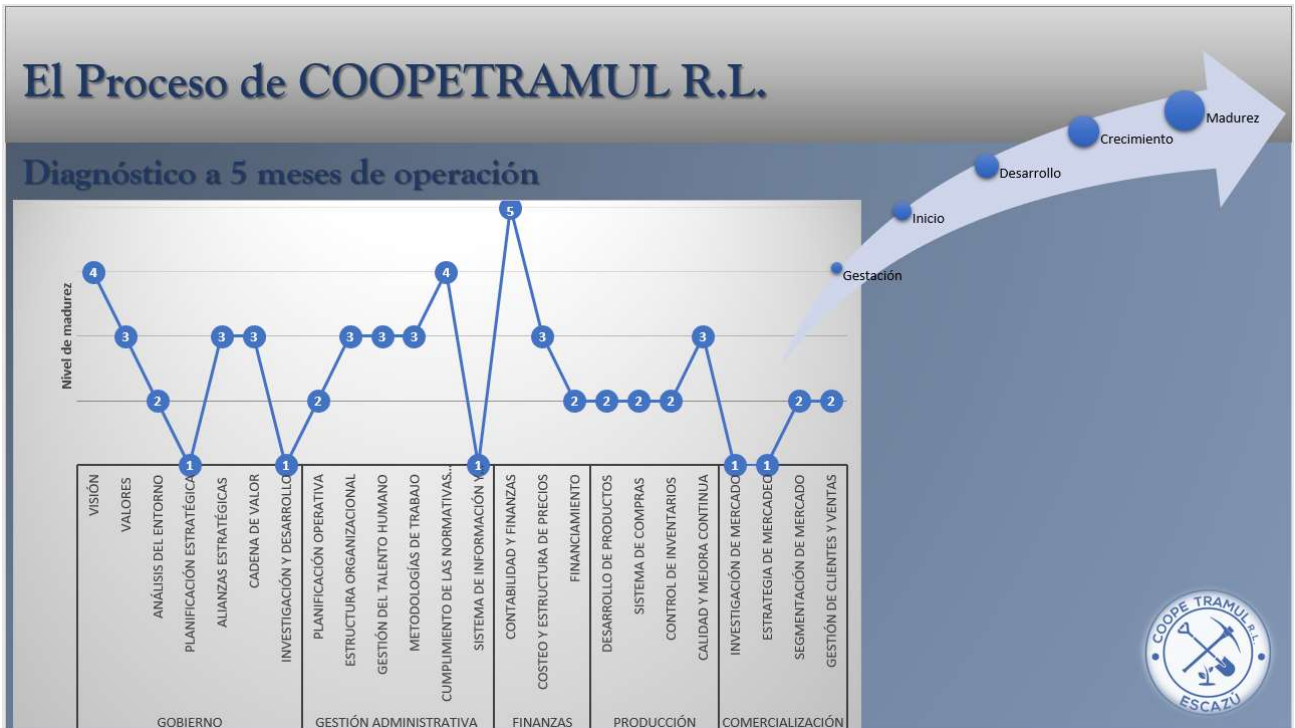 El Proceso de COOPETRAMUL R.L.
Diagnóstico a 5 meses de operación
Gestación
Inicio
Desarrollo
Crecimiento
Madurez
Nivel de madurez
4
3
2
1
3
3
1
2
3
3
3
4
1
5
3
2
2
2
2
3
1
1
2
2
VISIÓN
VALORES
ANÁLISIS DEL ENTORNO
PLANIFICACIÓN ESTRATÉGICA
ALIANZAS ESTRATÉGICAS
CADENA DE VALOR
INVESTIGACIÓN Y DESARROLLO
PLANIFICACIÓN OPERATIVA
ESTRUCTURA ORGANIZACIONAL
GESTIÓN DEL TALENTO HUMANO
METODOLOGÍAS DE TRABAJO
CUMPLIMIENTO DE LAS NORMATIVAS...
SISTEMA DE INFORMACIÓN Y...
CONTABILIDAD Y FINANZAS
COSTEO Y ESTRUCTURA DE PRECIOS
FINANCIAMIENTO
DESARROLLO DE PRODUCTOS
SISTEMA DE COMPRAS
CONTROL DE INVENTARIOS
CALIDAD Y MEJORA CONTINUA
INVESTIGACIÓN DE MERCADO
ESTRATEGIA DE MERCADEO
SEGMENTACIÓN DE MERCADO
GESTIÓN DE CLIENTES Y VENTAS
GOBIERNO
GESTIÓN ADMINISTRATIVA
FINANZAS
PRODUCCIÓN
COMERCIALIZACIÓN
COOPE TRAMUL R.L.
ESCAZÚ